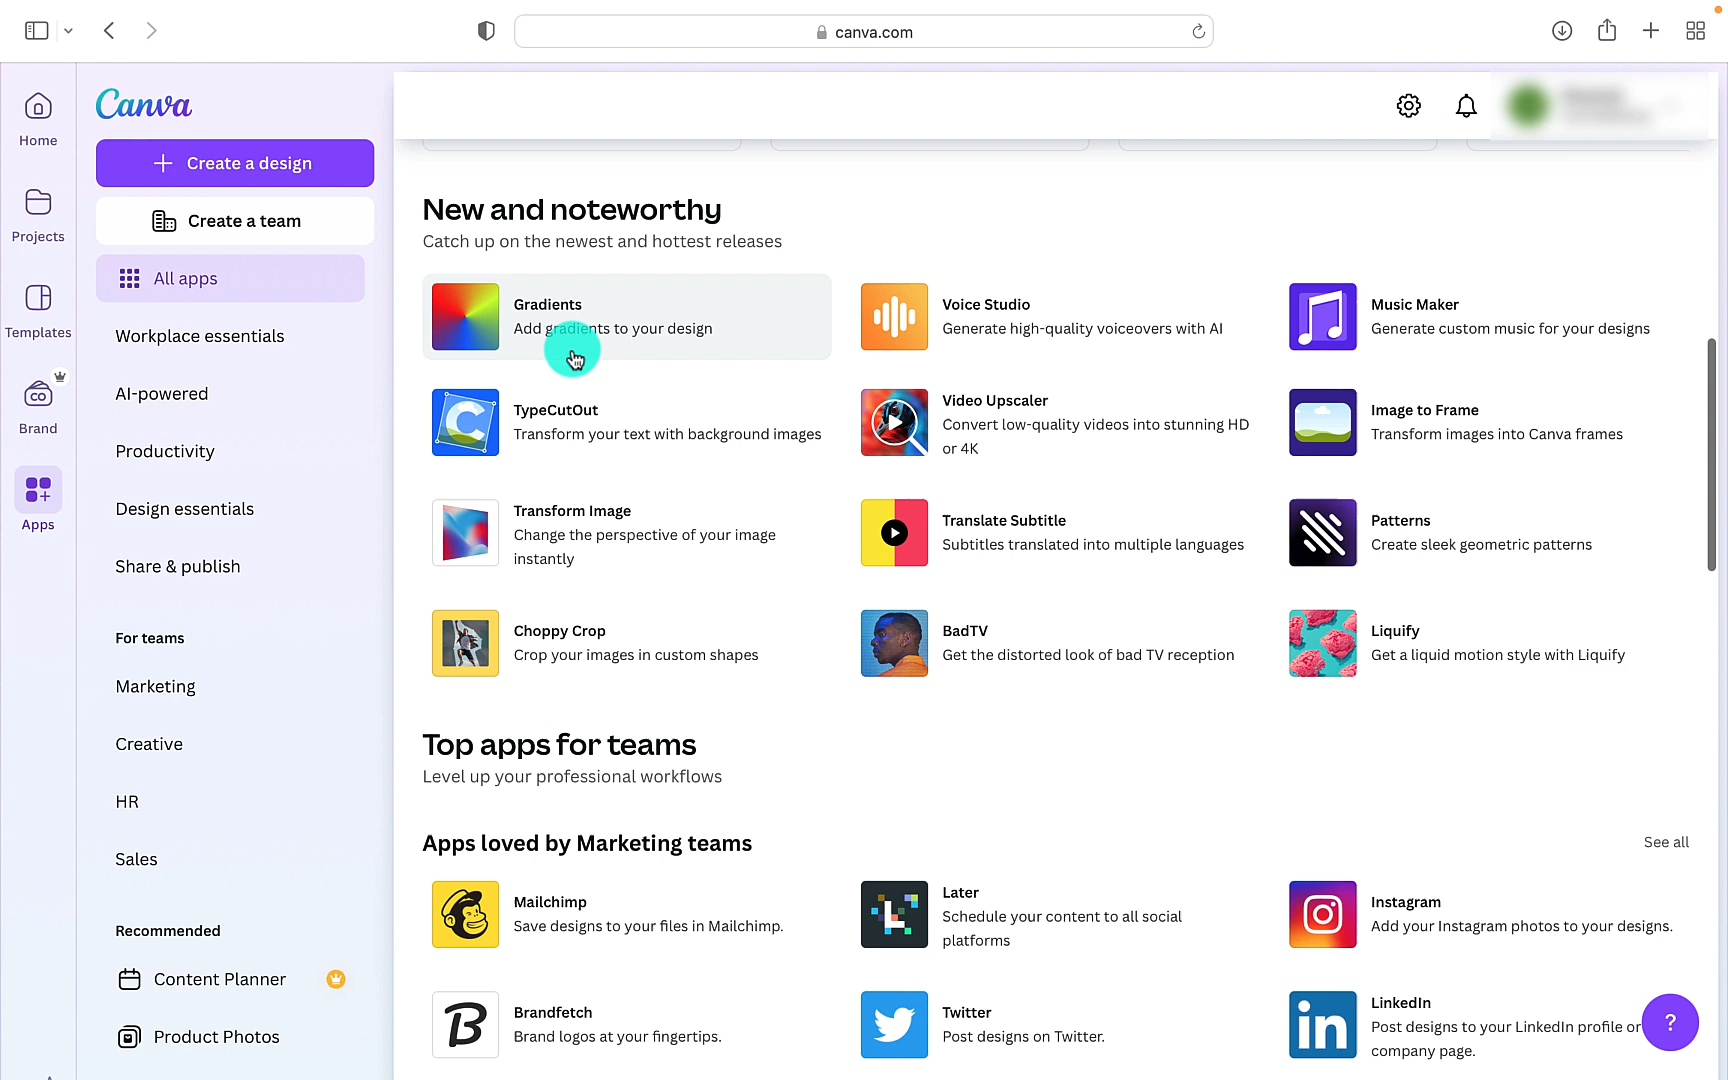 canva.com
Home
Projects
Templates
Brand
CO
Apps
Canva
Create a design
Create a team
All apps
Workplace essentials
AI-powered
Productivity
Design essentials
Share & publish
For teams
Marketing
Creative
HR
Sales
Recommended
Content Planner
Product Photos
New and noteworthy
Catch up on the newest and hottest releases
Gradients
Add gradients to your design
Voice Studio
Generate high-quality voiceovers with AI
Music Maker
Generate custom music for your designs
C
TypeCutOut
Transform your text with background images
Video Upscaler
Convert low-quality videos into stunning HD
or 4K
Image to Frame
Transform images into Canva frames
Transform Image
Change the perspective of your image
instantly
Translate Subtitle
Subtitles translated into multiple languages
Patterns
Create sleek geometric patterns
Choppy Crop
Crop your images in custom shapes
BadTV
Get the distorted look of bad TV reception
Liquify
Get a liquid motion style with Liquify
Top apps for teams
Level up your professional workflows
Apps loved by Marketing teams
See all
Mailchimp
Save designs to your files in Mailchimp.
L
Later
Schedule your content to all social
platforms
Instagram
Add your Instagram photos to your designs.
B
Brandfetch
Brand logos at your fingertips.
Twitter
Post designs on Twitter.
in
LinkedIn
Post designs to your LinkedIn profile or
company page.
?